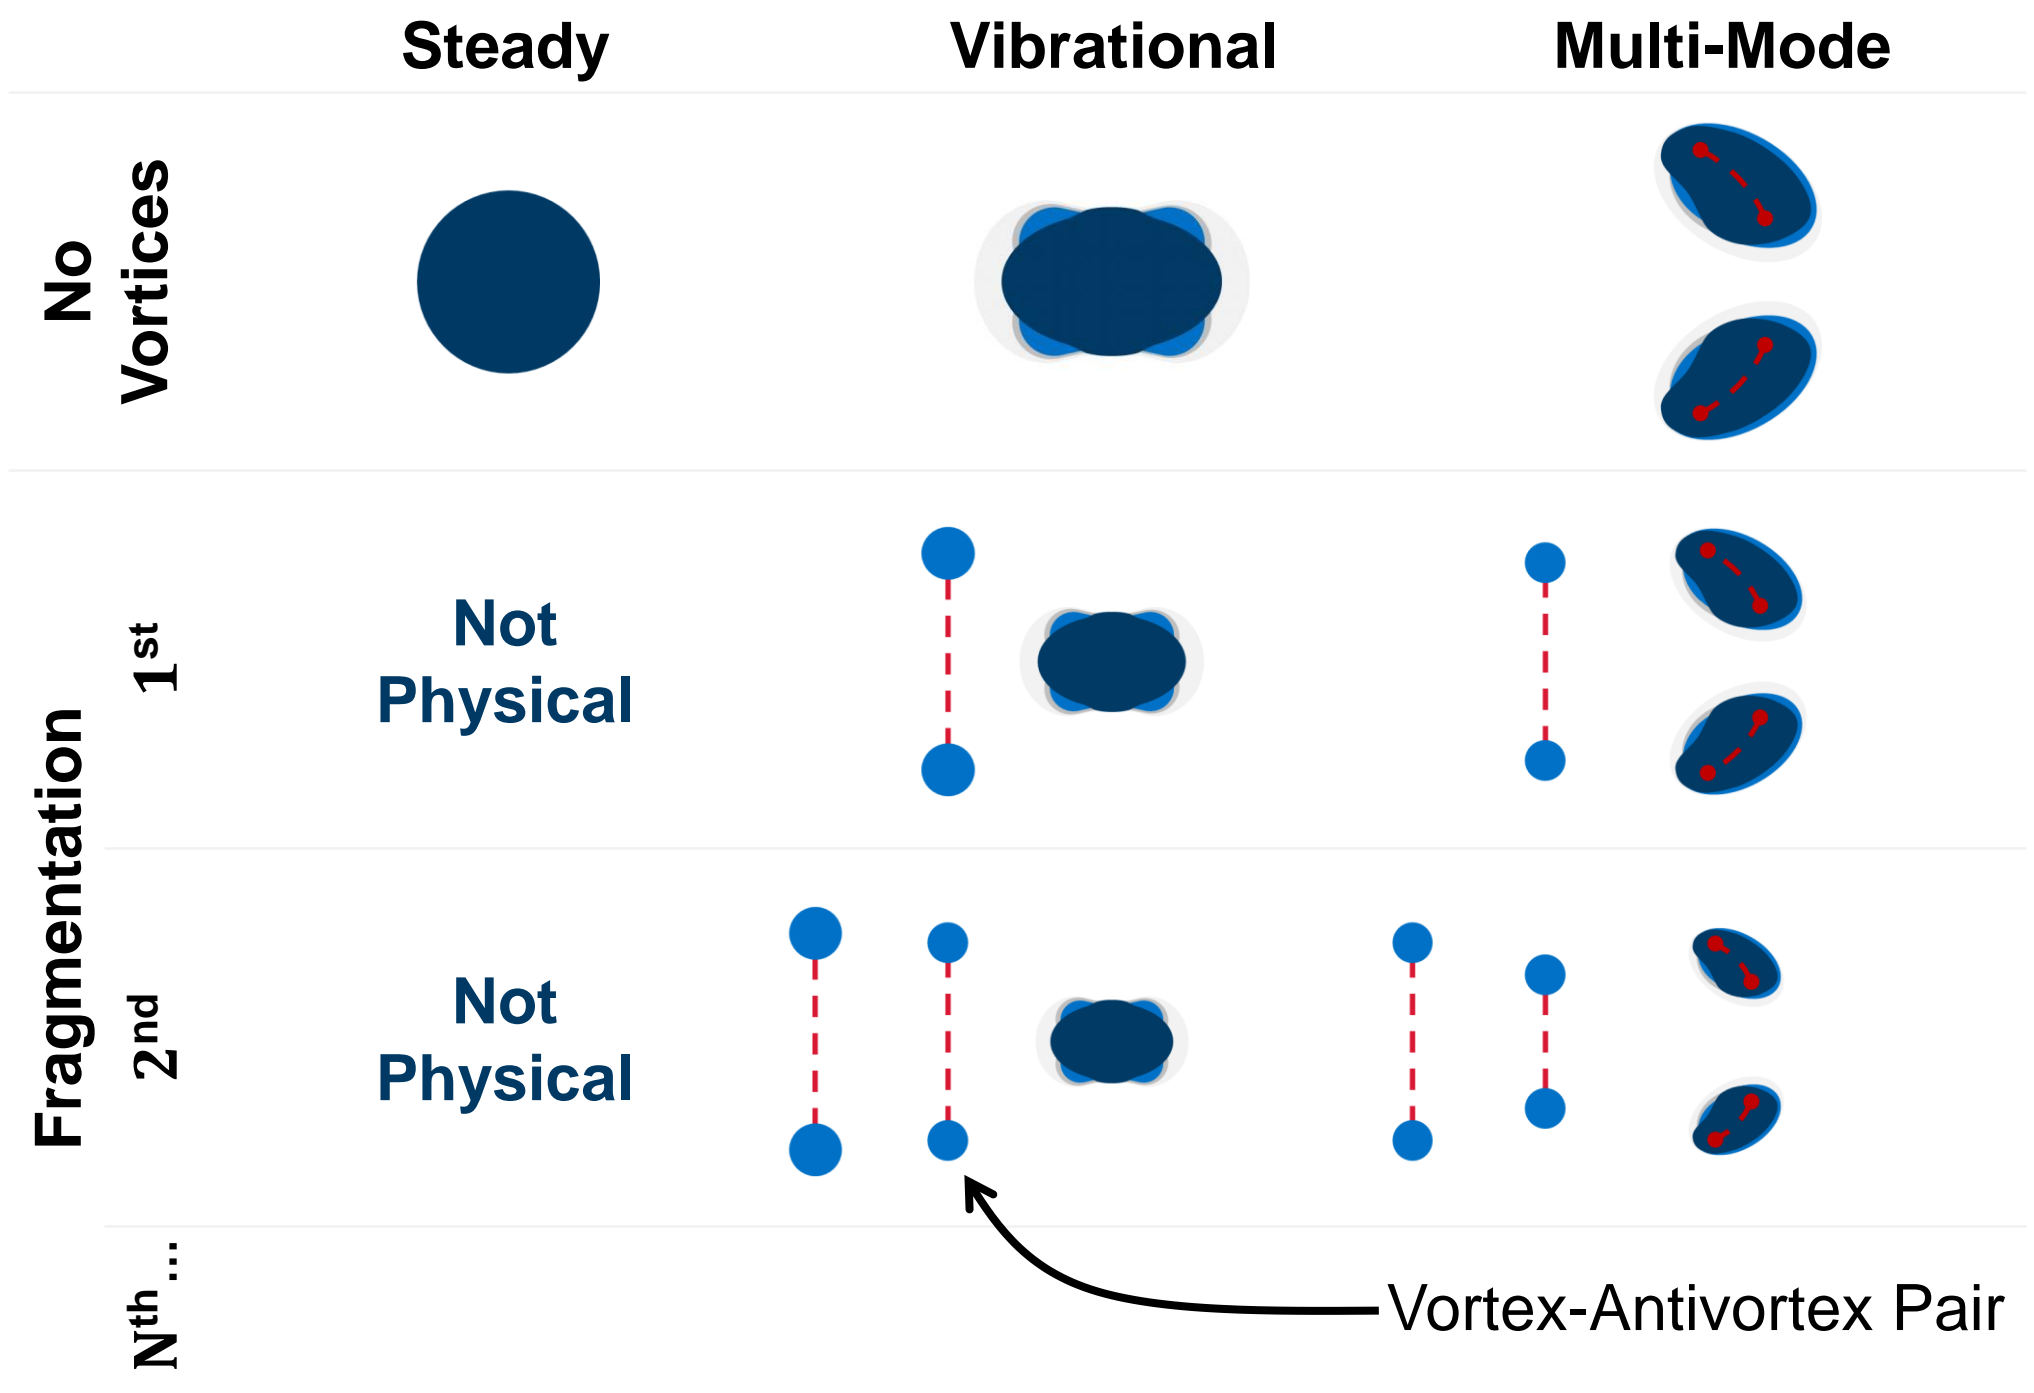 Steady
Vibrational
Multi-Mode
No
Vortices
Fragmentation
1st
Not
Physical
2nd
Not
Physical
Nth...
Vortex-Antivortex Pair